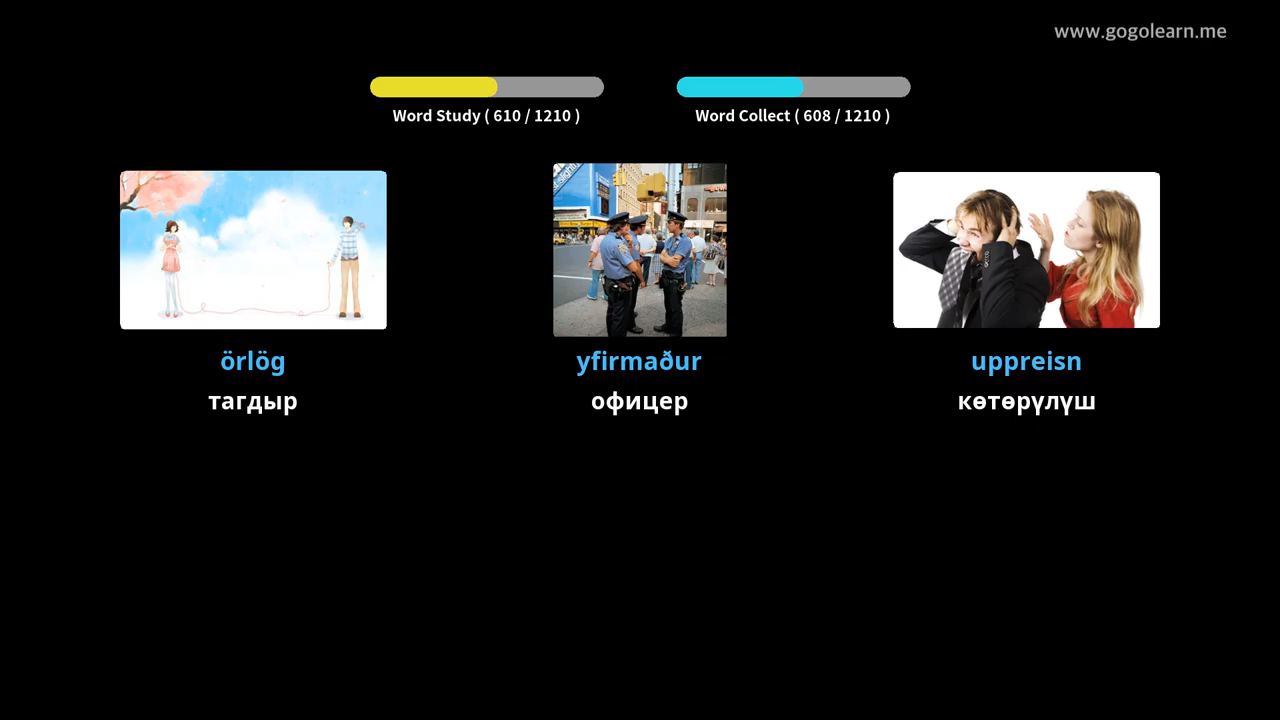 www.gogolearn.me
Word Study ( 610 / 1210 )
Word Collect ( 608 / 1210 )
örlög
yfirmaður
uppreisn
тагдыр
офицер
көтөрүлүш